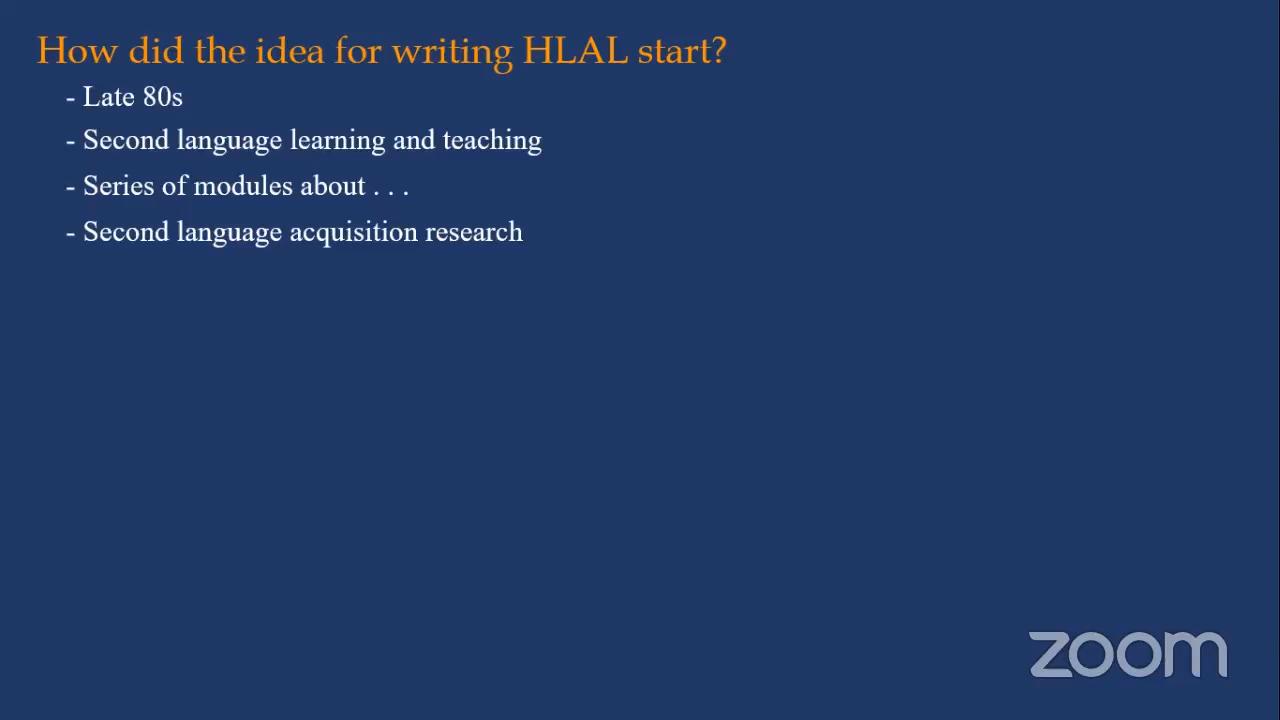 How did the idea for writing HLAL start?
- Late 80s
- Second language learning and teaching
- Series of modules about . . .
- Second language acquisition research
zoom